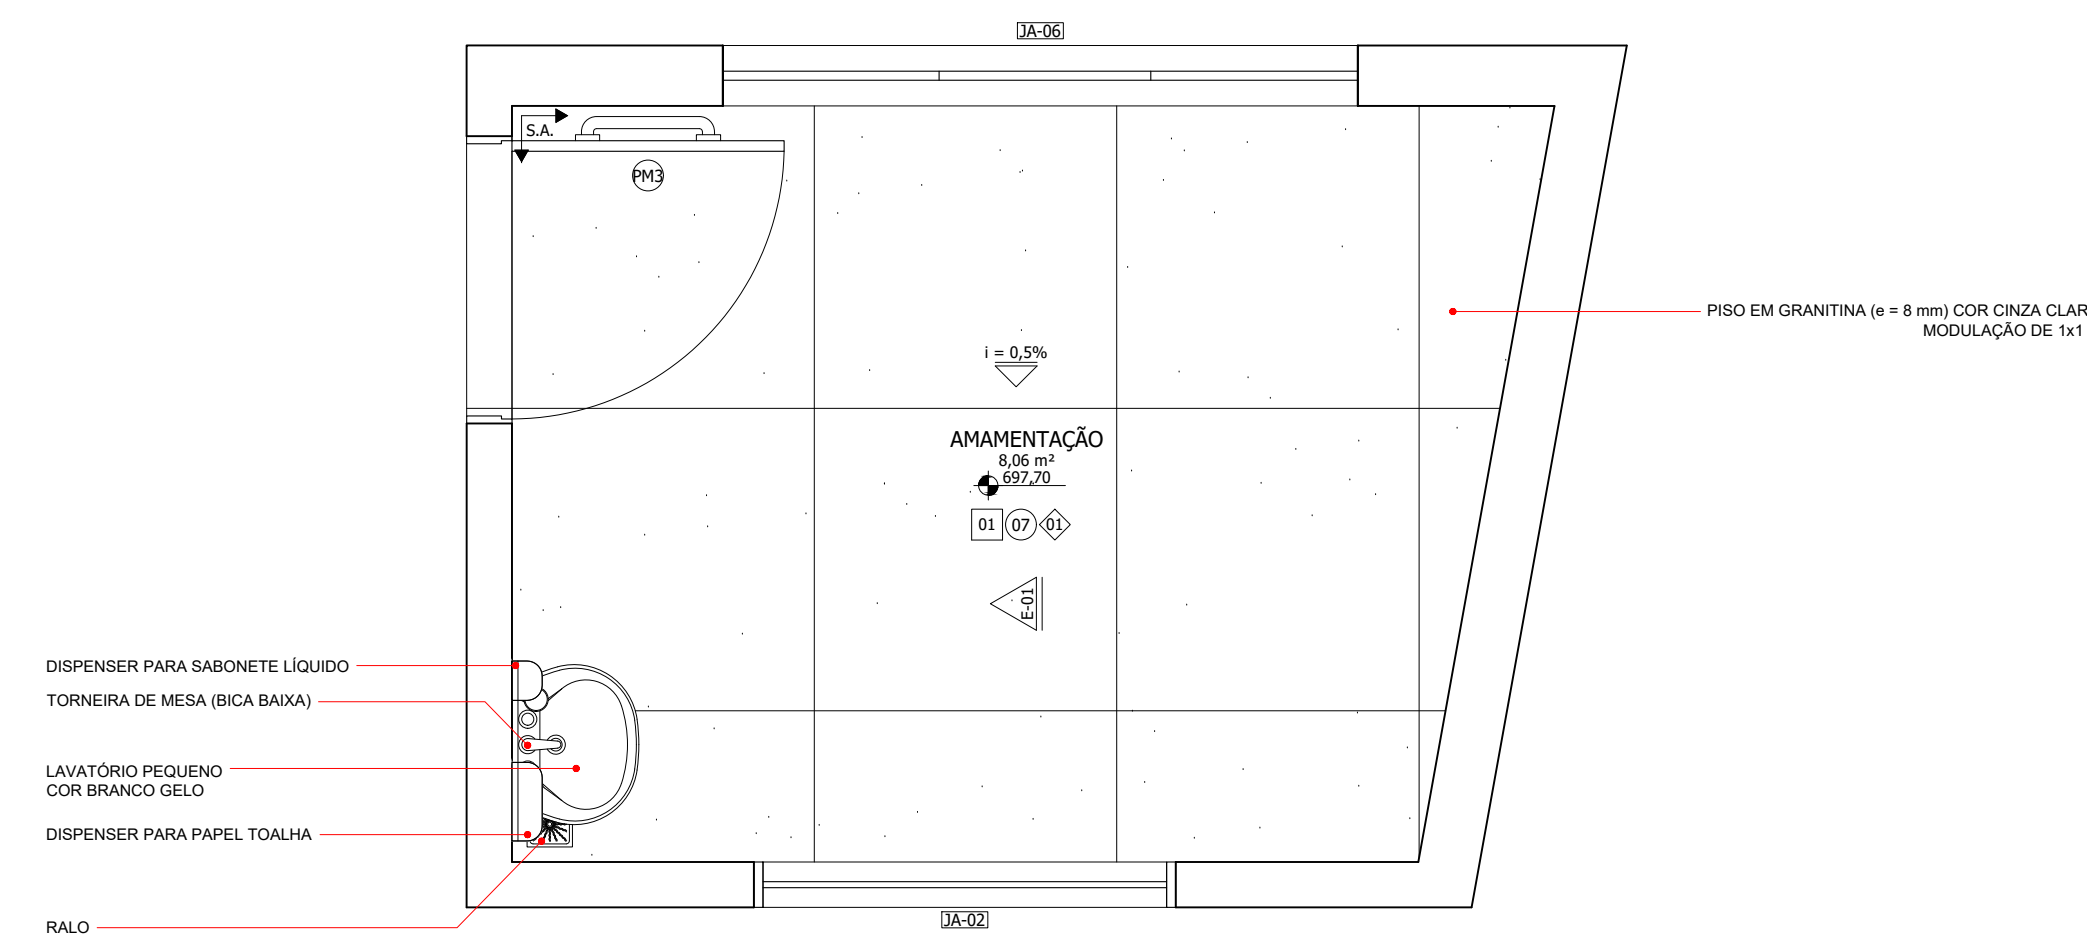 JA-06
S.A.
PM3
PISO EM GRANITINA (e = 8 mm) COR CINZA CLAR
MODULAÇÃO DE 1x1
i = 0,5%
AMAMENTAÇÃO
8,06 m²
697,70
01 07 01
E-01
DISPENSER PARA SABONETE LÍQUIDO
TORNEIRA DE MESA (BICA BAIXA)
LAVATÓRIO PEQUENO
COR BRANCO GELO
DISPENSER PARA PAPEL TOALHA
RALO
JA-02